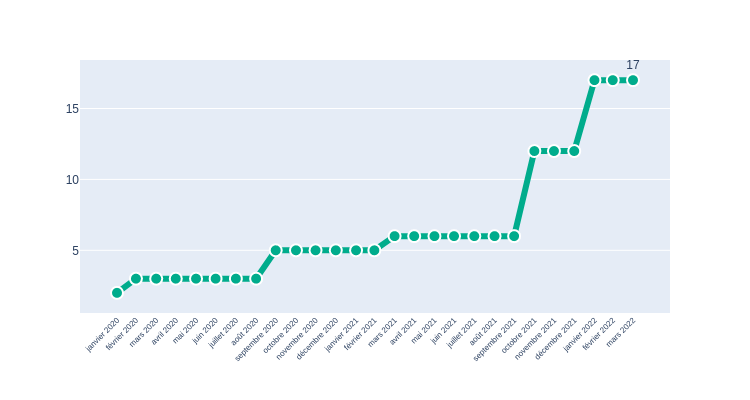 17
15
10
5
janvier 2020
février 2020
mars 2020
avril 2020
mai 2020
juin 2020
juillet 2020
août 2020
septembre 2020
octobre 2020
novembre 2020
décembre 2020
janvier 2021
février 2021
mars 2021
avril 2021
mai 2021
juin 2021
juillet 2021
août 2021
septembre 2021
octobre 2021
novembre 2021
décembre 2021
janvier 2022
février 2022
mars 2022